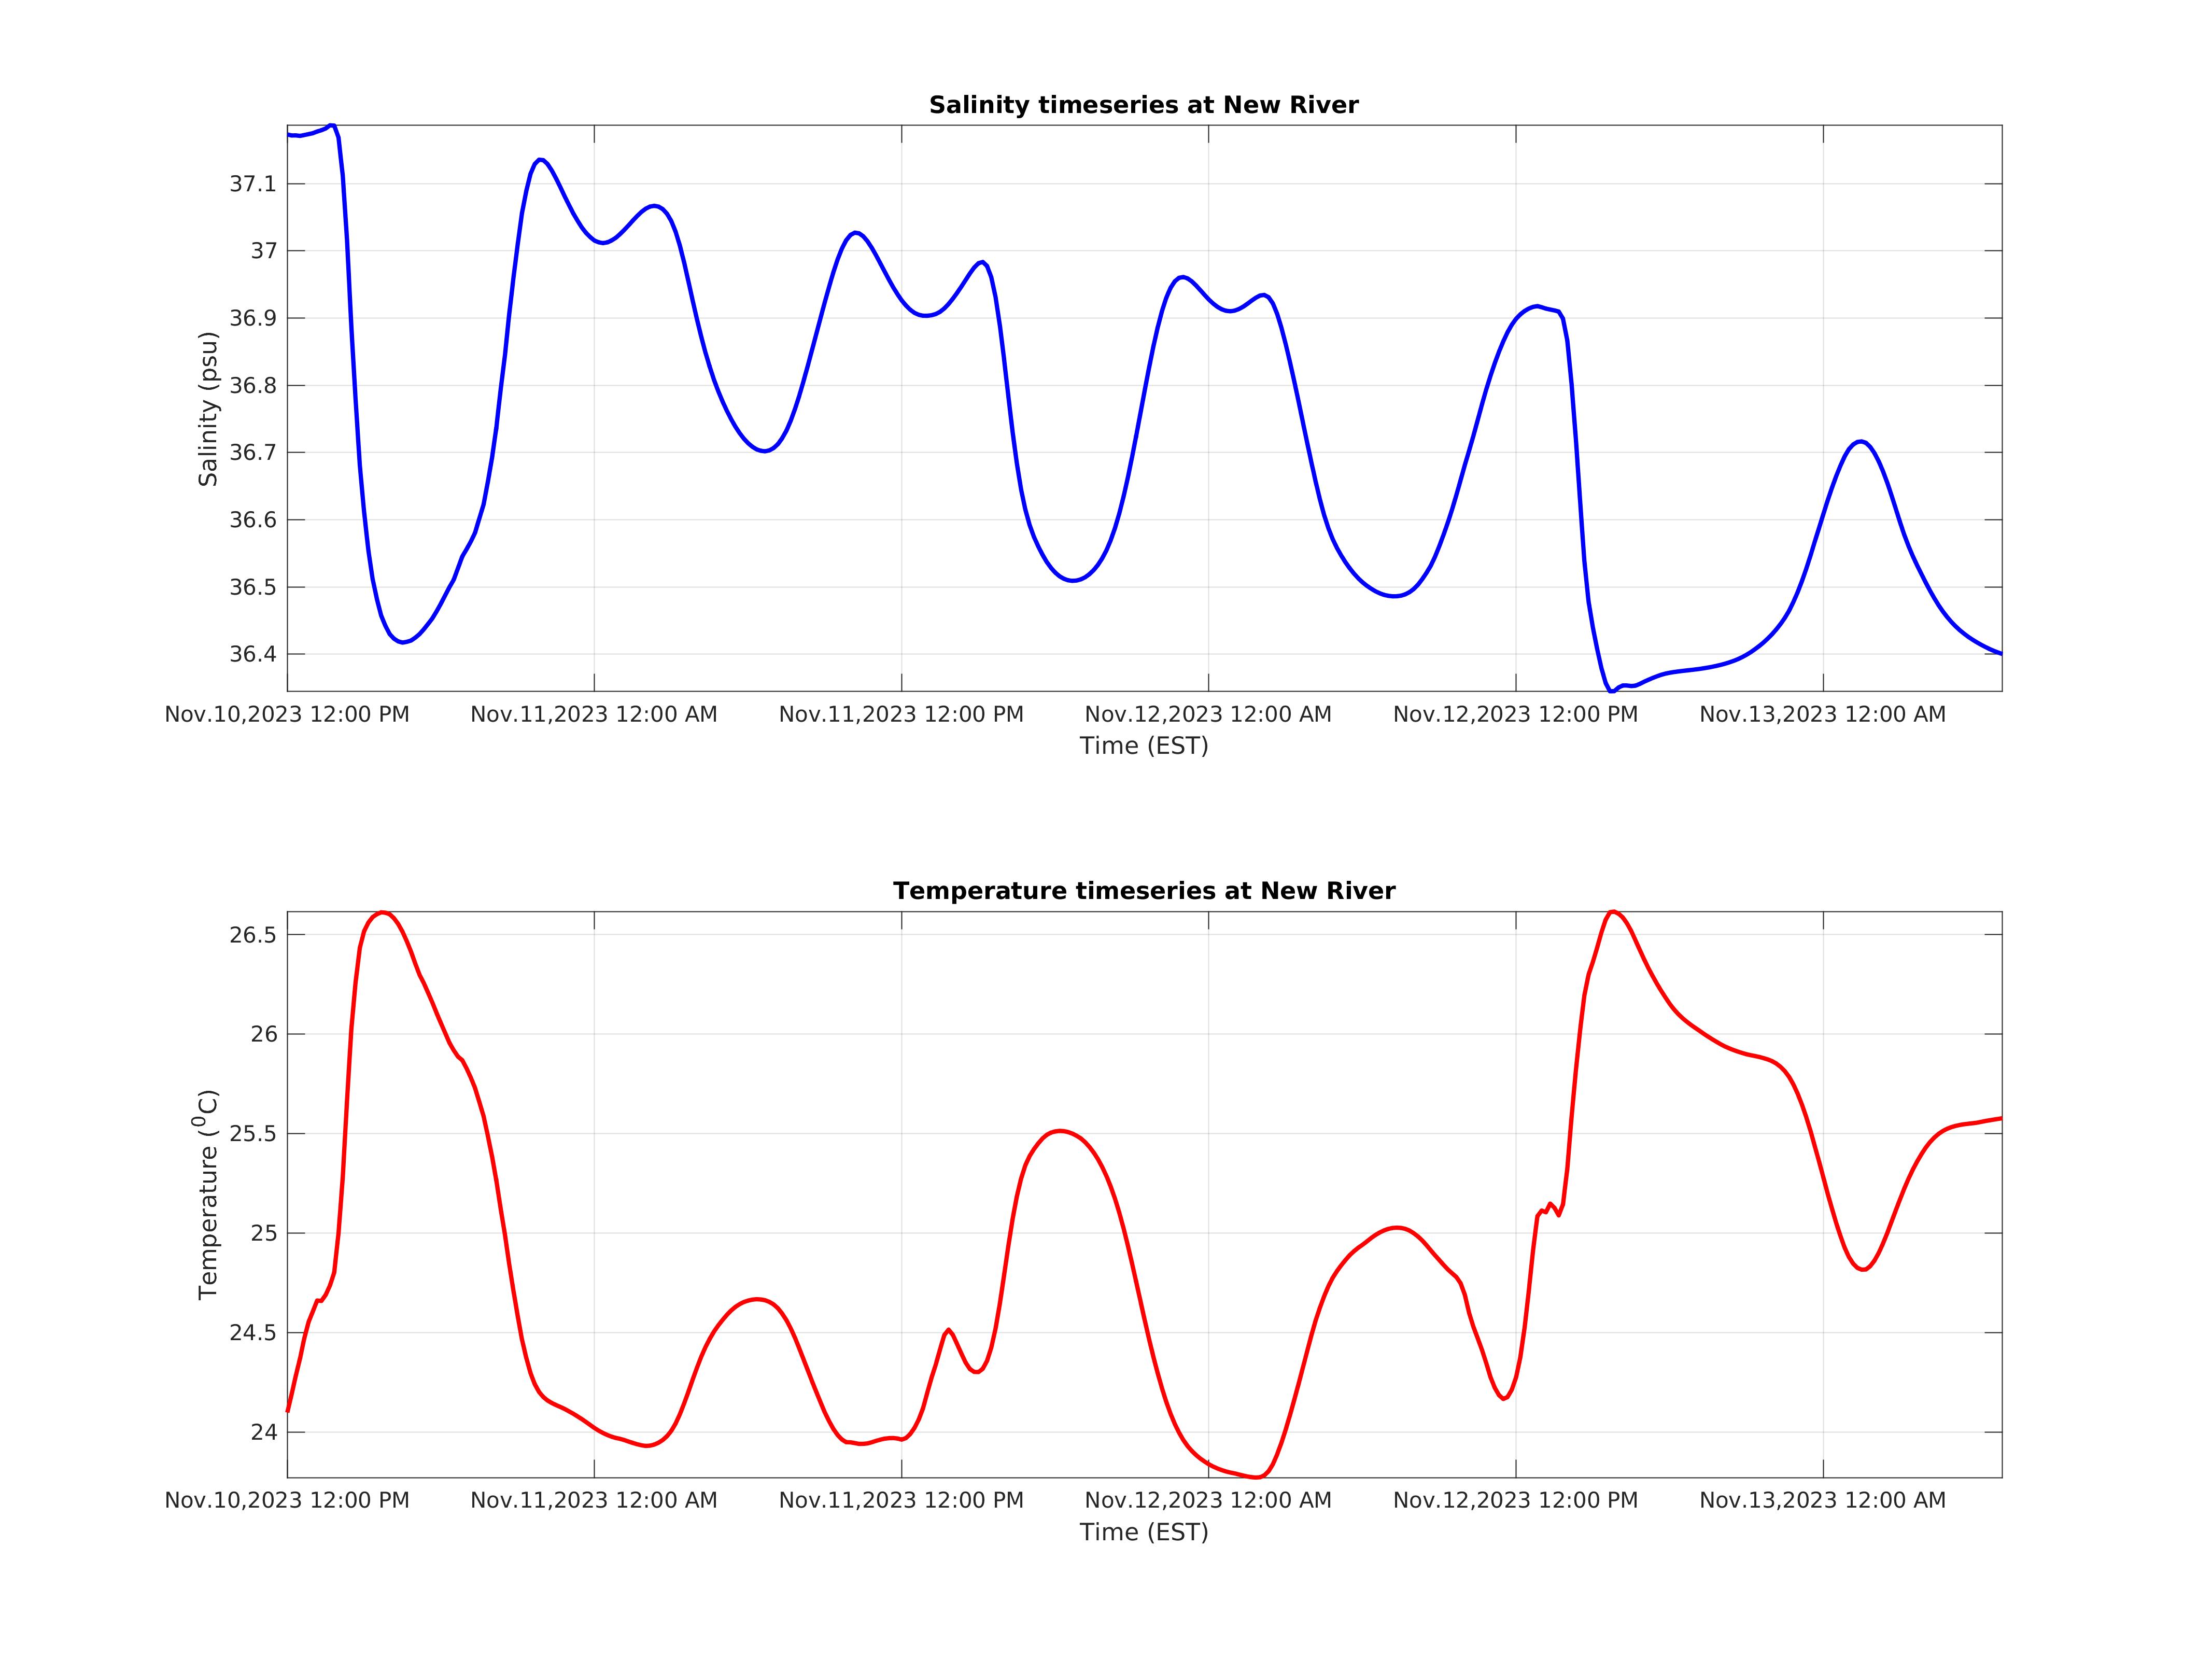 Salinity timeseries at New River
Salinity (psu)
37.1
37
36.9
36.8
36.7
36.6
36.5
36.4
Nov.10,2023 12:00 PM Nov.11,2023 12:00 AM Nov.11,2023 12:00 PM Nov.12,2023 12:00 AM Nov.12,2023 12:00 PM Nov.13,2023 12:00 AM
Time (EST)
Temperature timeseries at New River
Temperature (⁰C)
26.5
26
25.5
25
24.5
24
Nov.10,2023 12:00 PM Nov.11,2023 12:00 AM Nov.11,2023 12:00 PM Nov.12,2023 12:00 AM Nov.12,2023 12:00 PM Nov.13,2023 12:00 AM
Time (EST)